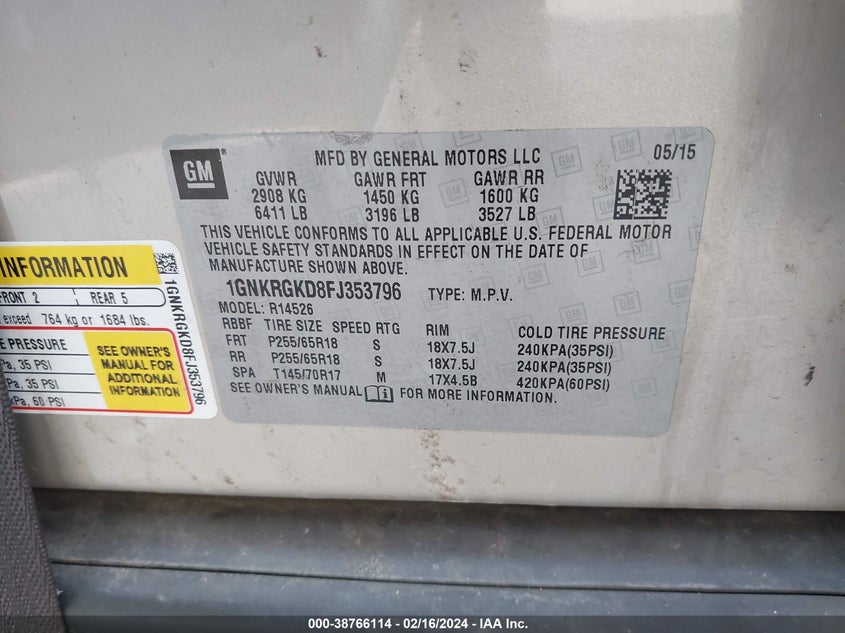 GM®
MFD BY GENERAL MOTORS LLC 05/15
GVWR GAWR FRT GAWR RR
2908 KG 1450 KG 1600 KG
6411 LB 3196 LB 3527 LB
THIS VEHICLE CONFORMS TO ALL APPLICABLE U.S. FEDERAL MOTOR
VEHICLE SAFETY STANDARDS IN EFFECT ON THE DATE OF
MANUFACTURE SHOWN ABOVE.
1GNKRGKD8FJ353796 TYPE: M.P.V.
MODEL: R14526
RBBF TIRE SIZE SPEED RTG RIM COLD TIRE PRESSURE
FRT P255/65R18 S 18X7.5J 240KPA(35PSI)
RR P255/65R18 S 18X7.5J 240KPA(35PSI)
SPA T145/70R17 M 17X4.5B 420KPA(60PSI)
SEE OWNER'S MANUAL FOR MORE INFORMATION.
INFORMATION
FRONT 2 REAR 5
exceed 764 kg or 1684 lbs.
PRESSURE
Pa, 35 PSI
Pa, 35 PSI
kPa, 60 PSI
SEE OWNER'S
MANUAL FOR
ADDITIONAL
INFORMATION
1GNKRGKD8FJ353796
000-38766114 - 02/16/2024 - IAA Inc.